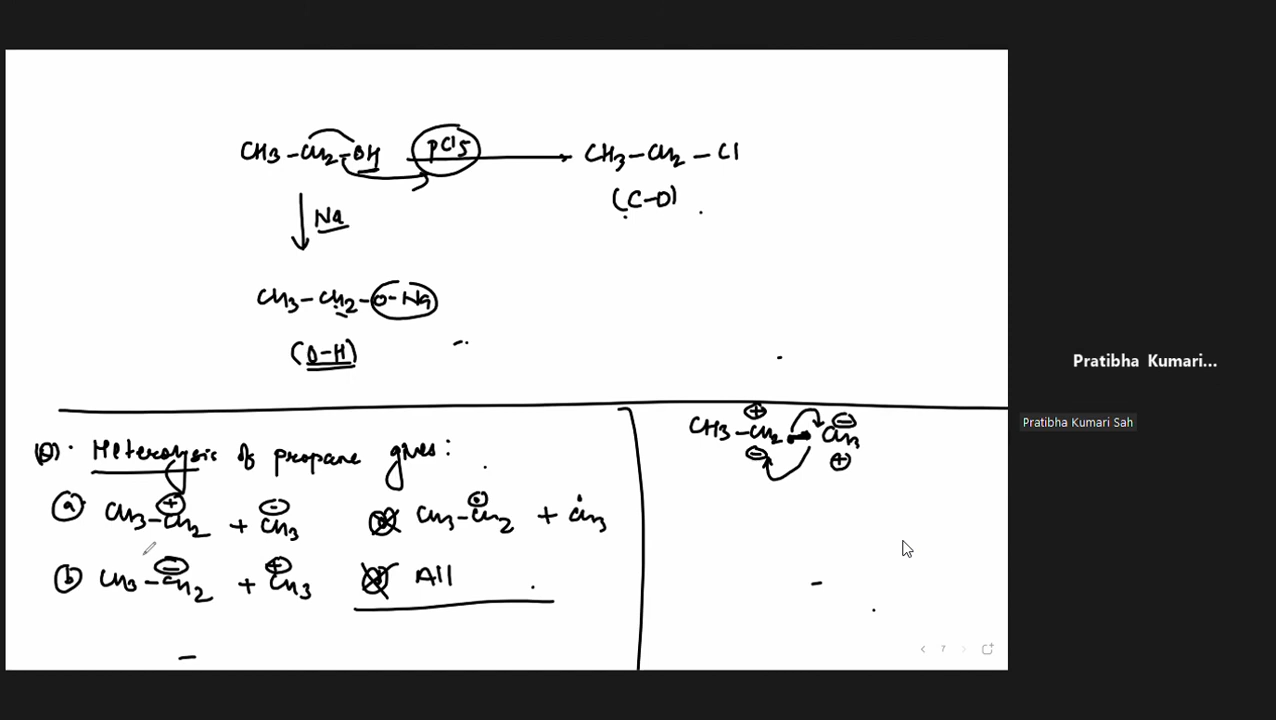 CH3-CH2-OH PCl5 CH3-CH2-Cl
(C-O)
Na
CH3-CH2-O-Na
(O-H)
Q. Heterolysis of propane gives:
a CH3-CH2 + CH3
⊕ ⊖
CH3-CH2 + CH3
b CH3-CH2 + CH3
⊖ ⊕
All
⊕ ⊖
CH3-CH2 CH3
⊖ ⊕
Pratibha Kumari...
Pratibha Kumari Sah
7